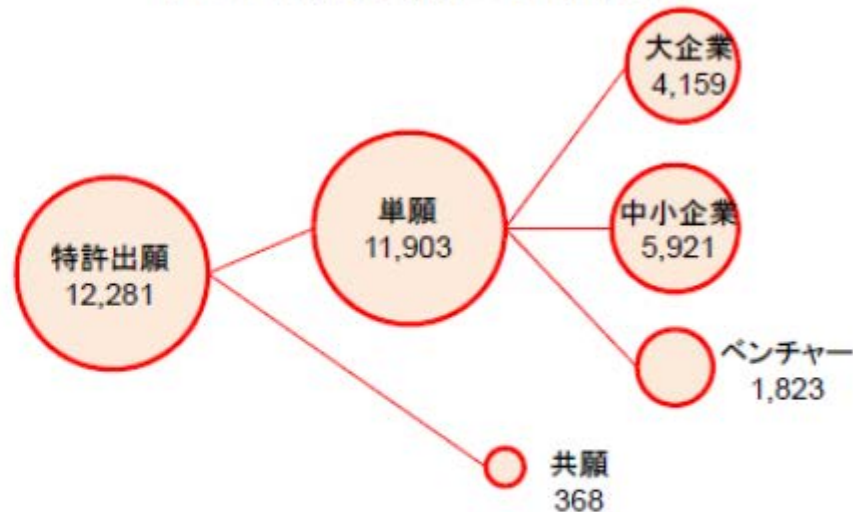 特許出願
12,281
単願
11,903
大企業
4,159
中小企業
5,921
ベンチャー
1,823
共願
368